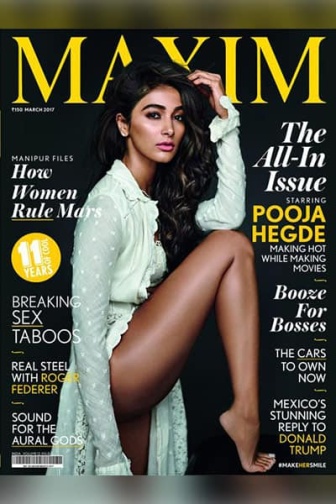 MAXIM
₹150 MARCH 2017
MANIPUR FILES
How
Women
Rule Mars
11
YEARS
BREAKING
SEX
TABOOS
REAL STEEL
WITH ROGER
FEDERER
SOUND
FOR THE
AURAL GODS
The
All-In
Issue
STARRING
POOJA
HEGDE
MAKING HOT
WHILE MAKING
MOVIES
Booze
For
Bosses
THE CARS
TO OWN
NOW
MEXICO'S
STUNNING
REPLY TO
DONALD
TRUMP
#MAKEHERSMILE